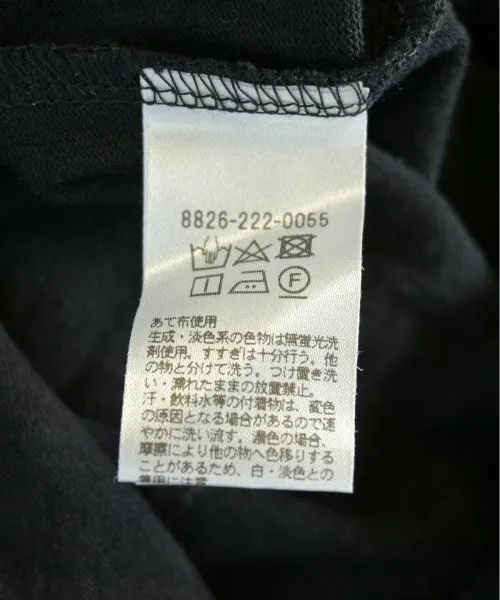 8826-222-0055
F
あて布使用
生成・淡色系の色物は無蛍光洗
剤使用。すすぎは十分行う。他
の物と分けて洗う。つけ置き洗
い・濡れたままの放置禁止。
汗・飲料水等の付着物は、変色
の原因となる場合があるので速
やかに洗い流す。濃色の場合、
摩擦により他の物へ色移りする
ことがあるため、白・淡色との
着用に注意